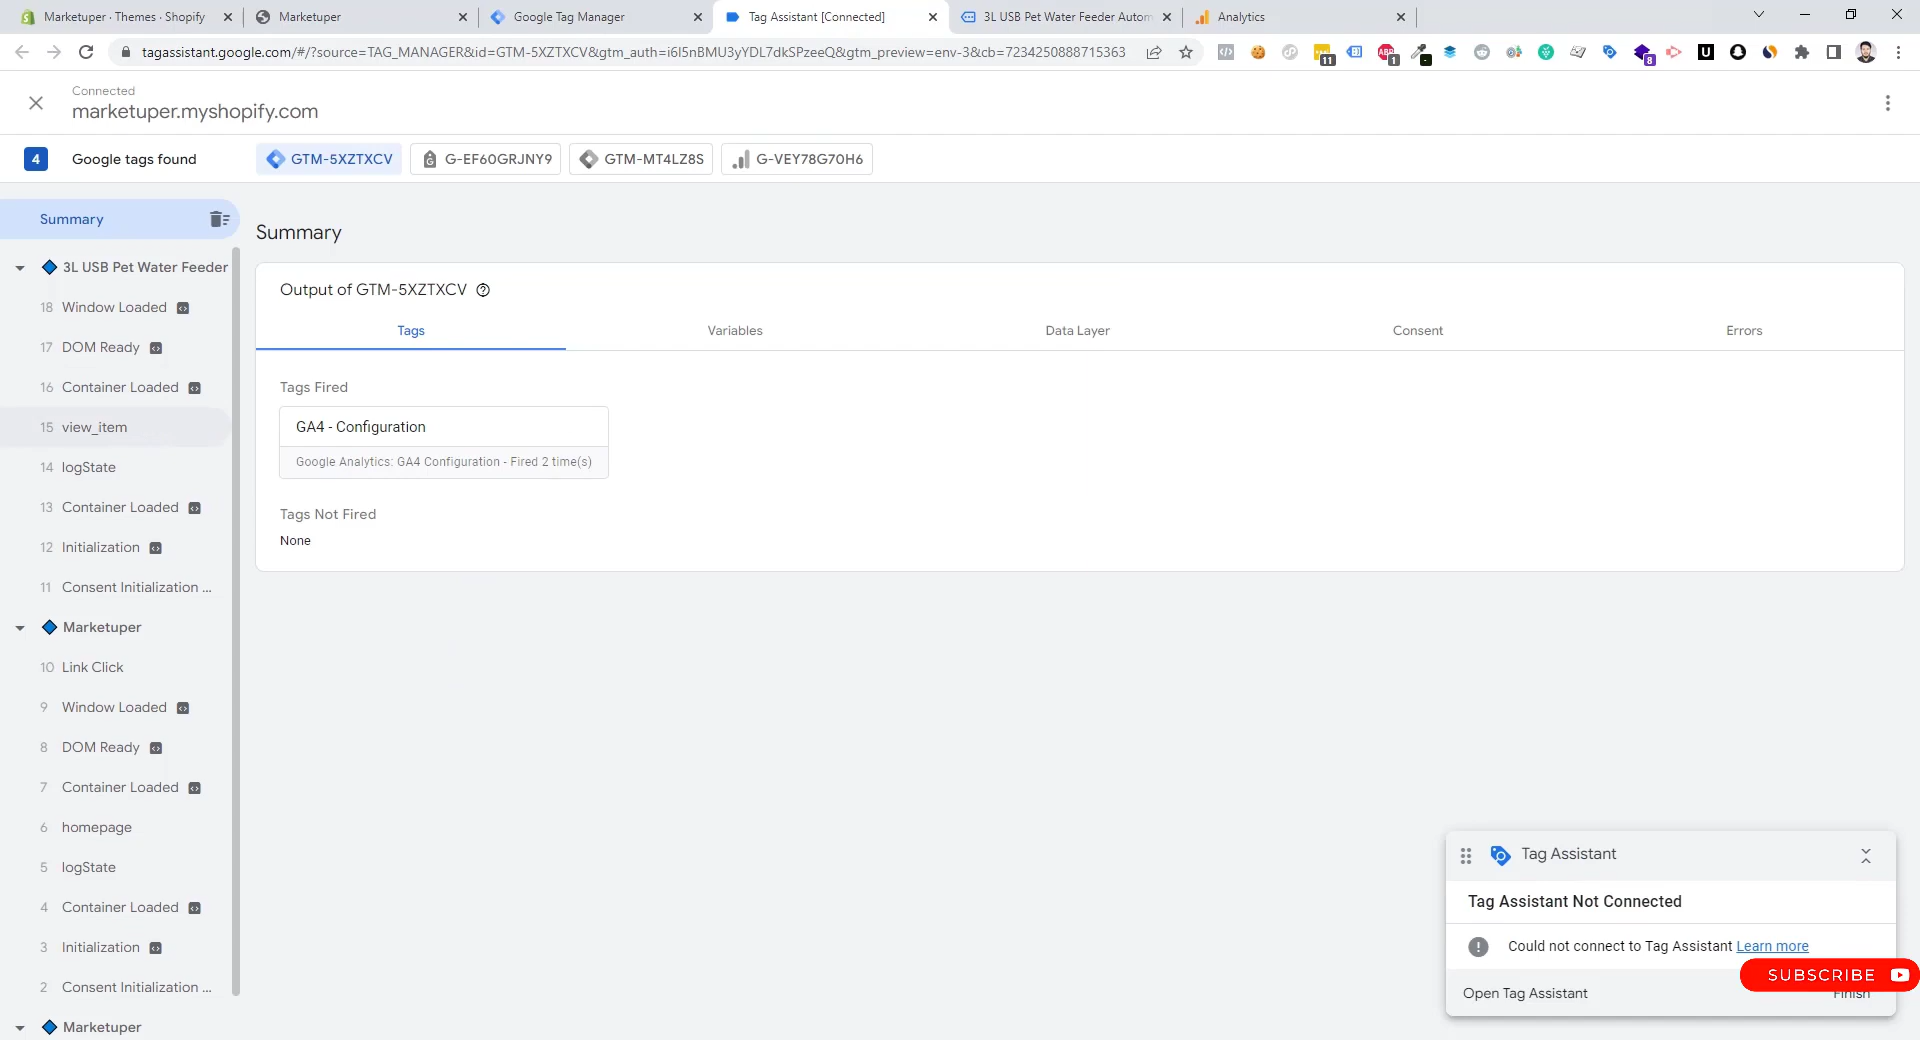 Marketuper · Themes · Shopify
Marketuper
Google Tag Manager
Tag Assistant [Connected]
3L USB Pet Water Feeder Autom
Analytics
tagassistant.google.com/#/?source=TAG_MANAGER&id=GTM-5XZTXCV&gtm_auth=i6I5nBMU3yYDL7dkSPzeeQ&gtm_preview=env-3&cb=7234250888715363
11
ABP
1
8
U
Connected
marketuper.myshopify.com
4
Google tags found
GTM-5XZTXCV
G-EF60GRJNY9
GTM-MT4LZ8S
G-VEY78G70H6
Summary
3L USB Pet Water Feeder
18 Window Loaded
17 DOM Ready
16 Container Loaded
15 view_item
14 logState
13 Container Loaded
12 Initialization
11 Consent Initialization ...
Marketuper
10 Link Click
9 Window Loaded
8 DOM Ready
7 Container Loaded
6 homepage
5 logState
4 Container Loaded
3 Initialization
2 Consent Initialization ...
Marketuper
Summary
Output of GTM-5XZTXCV
Tags
Variables
Data Layer
Consent
Errors
Tags Fired
GA4 - Configuration
Google Analytics: GA4 Configuration - Fired 2 time(s)
Tags Not Fired
None
Tag Assistant
Tag Assistant Not Connected
Could not connect to Tag Assistant Learn more
SUBSCRIBE
Open Tag Assistant
Finish